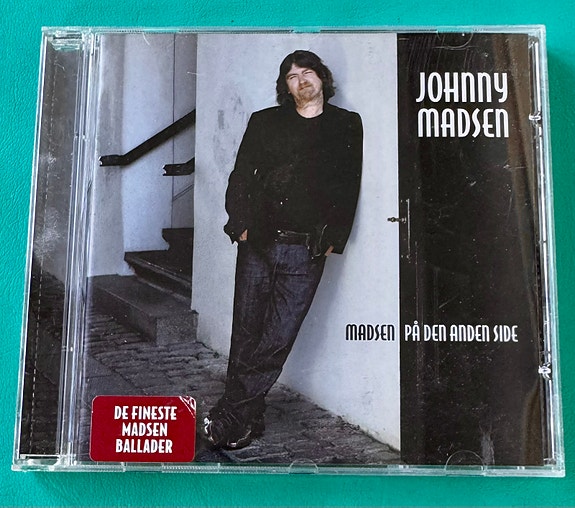 JOHNNY
MADSEN
MADSEN PÅ DEN ANDEN SIDE
DE FINESTE
MADSEN
BALLADER